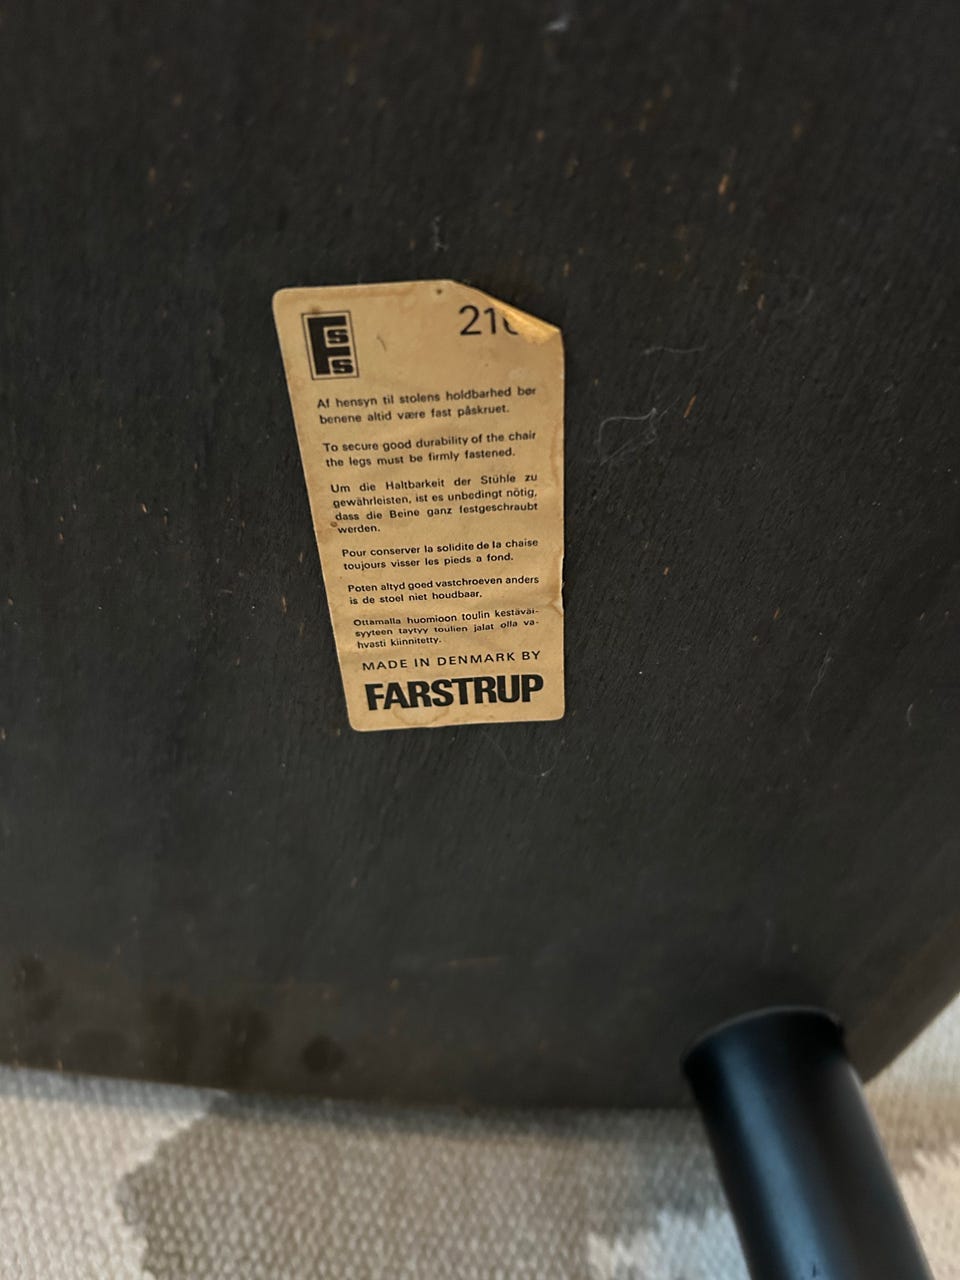 FSS
21
Af hensyn til stolens holdbarhed bør
benene altid være fast påskruet.
To secure good durability of the chair
the legs must be firmly fastened.
Um die Haltbarkeit der Stühle zu
gewährleisten, ist es unbedingt nötig,
dass die Beine ganz festgeschraubt
werden.
Pour conserver la solidite de la chaise
toujours visser les pieds a fond.
Poten altyd goed vastchroeven anders
is de stoel niet houdbaar.
Ottamalla huomioon toulin kestäväi-
syyteen taytyy toulien jalat olla va-
hvasti kiinnitetty.
MADE IN DENMARK BY
FARSTRUP